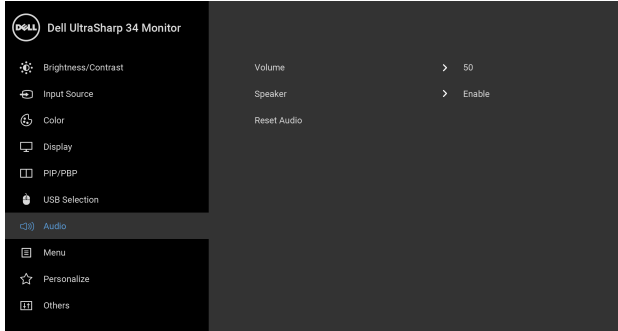 DELL Dell UltraSharp 34 Monitor
Brightness/Contrast Volume 50
Input Source Speaker Enable
Color Reset Audio
Display
PIP/PBP
USB Selection
Audio
Menu
Personalize
Others